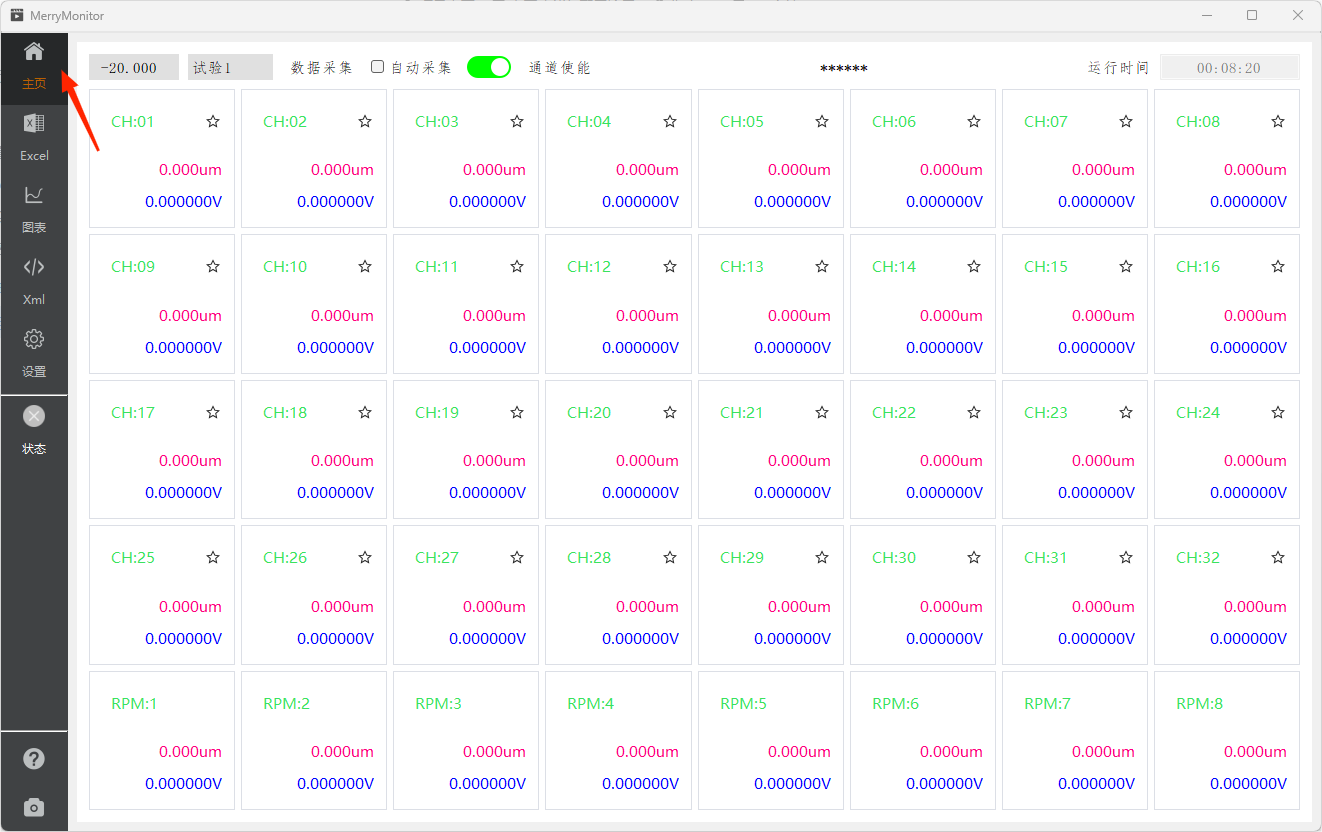 MerryMonitor
-20.000 试验1 数据采集 自动采集 通道使能 ****** 运行时间 00:08:20
主页
Excel
图表
Xml
设置
状态
CH:01 CH:02 CH:03 CH:04 CH:05 CH:06 CH:07 CH:08
0.000um 0.000um 0.000um 0.000um 0.000um 0.000um 0.000um 0.000um
0.000000V 0.000000V 0.000000V 0.000000V 0.000000V 0.000000V 0.000000V 0.000000V
CH:09 CH:10 CH:11 CH:12 CH:13 CH:14 CH:15 CH:16
0.000um 0.000um 0.000um 0.000um 0.000um 0.000um 0.000um 0.000um
0.000000V 0.000000V 0.000000V 0.000000V 0.000000V 0.000000V 0.000000V 0.000000V
CH:17 CH:18 CH:19 CH:20 CH:21 CH:22 CH:23 CH:24
0.000um 0.000um 0.000um 0.000um 0.000um 0.000um 0.000um 0.000um
0.000000V 0.000000V 0.000000V 0.000000V 0.000000V 0.000000V 0.000000V 0.000000V
CH:25 CH:26 CH:27 CH:28 CH:29 CH:30 CH:31 CH:32
0.000um 0.000um 0.000um 0.000um 0.000um 0.000um 0.000um 0.000um
0.000000V 0.000000V 0.000000V 0.000000V 0.000000V 0.000000V 0.000000V 0.000000V
RPM:1 RPM:2 RPM:3 RPM:4 RPM:5 RPM:6 RPM:7 RPM:8
0.000um 0.000um 0.000um 0.000um 0.000um 0.000um 0.000um 0.000um
0.000000V 0.000000V 0.000000V 0.000000V 0.000000V 0.000000V 0.000000V 0.000000V